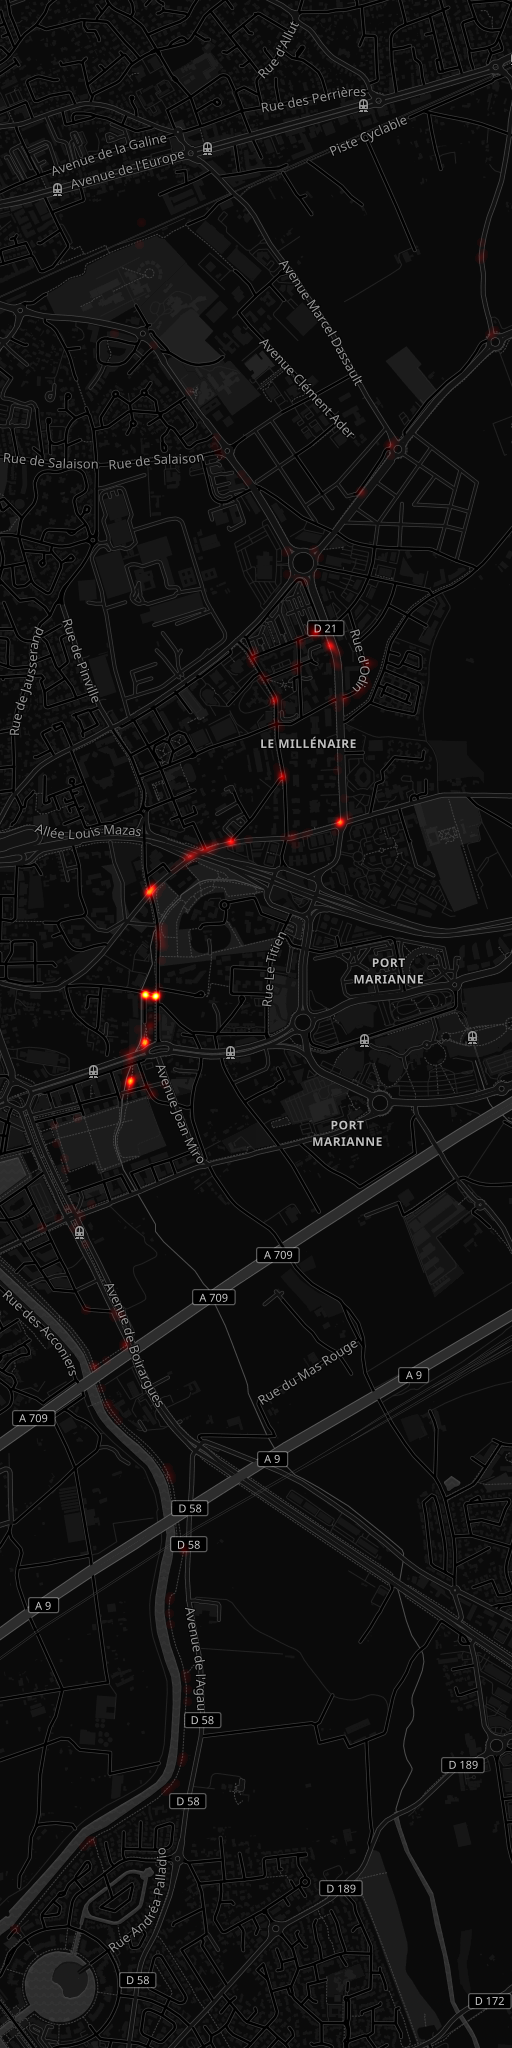 Rue d'Allut
Rue des Perrières
Piste Cyclable
Avenue de la Galine
Avenue de l'Europe
Avenue Marcel Dassault
Avenue Clément Ader
Rue de Salaison
Rue de Salaison
D 21
Rue d'Odin
Rue de Pinville
Rue de Jausserand
LE MILLÉNAIRE
Allée Louis Mazas
Rue Le Titien
PORT
MARIANNE
Avenue Joan Miro
PORT
MARIANNE
A 709
A 709
Rue des Acconiers
Avenue de Boirargues
Rue du Mas Rouge
A 9
A 709
A 9
D 58
D 58
A 9
Avenue de l'Agau
D 58
D 189
D 58
Rue Andréa Palladio
D 189
D 58
D 172